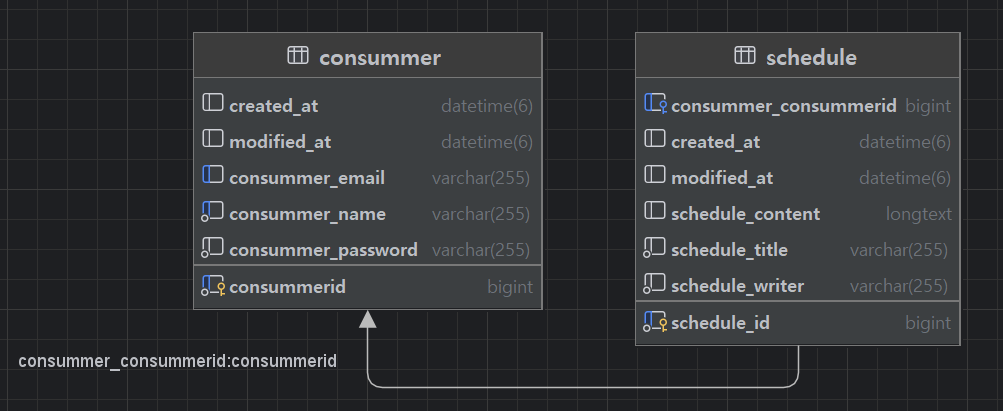 consummer
created_at datetime(6)
modified_at datetime(6)
consummer_email varchar(255)
consummer_name varchar(255)
consummer_password varchar(255)
consummerid bigint
schedule
consummer_consummerid bigint
created_at datetime(6)
modified_at datetime(6)
schedule_content longtext
schedule_title varchar(255)
schedule_writer varchar(255)
schedule_id bigint
consummer_consummerid:consummerid